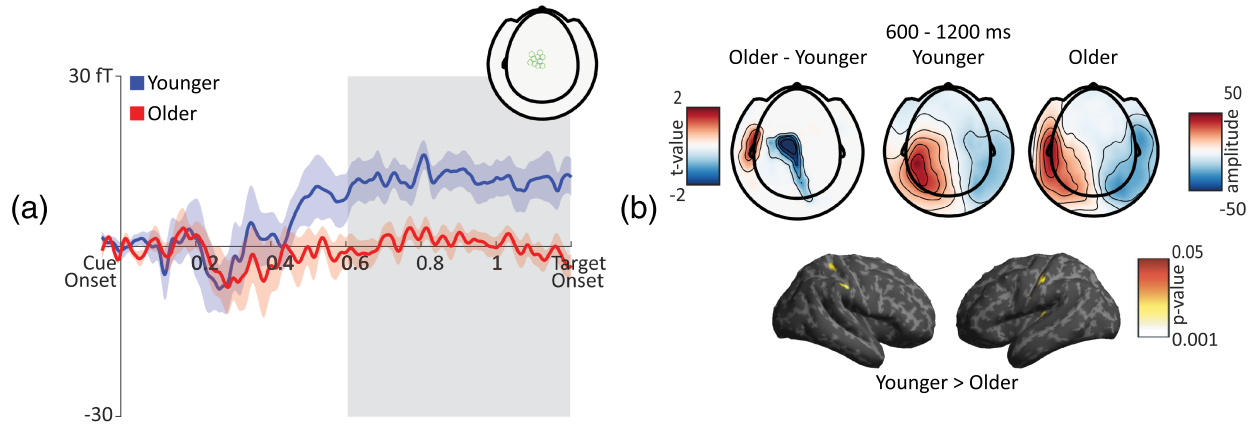 (a)
30 fT
Younger
Older
Cue
Onset
0.2
0.4
0.6
0.8
1
Target
Onset
-30
(b)
600 - 1200 ms
Older - Younger
Younger
Older
2
t-value
-2
50
amplitude
-50
0.05
p-value
0.001
Younger > Older